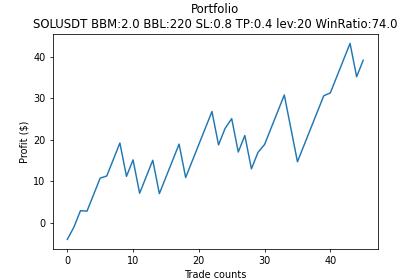 Portfolio
SOLUSDT BBM:2.0 BBL:220 SL:0.8 TP:0.4 lev:20 WinRatio:74.0
40
30
20
10
0
Profit ($)
0 10 20 30 40
Trade counts